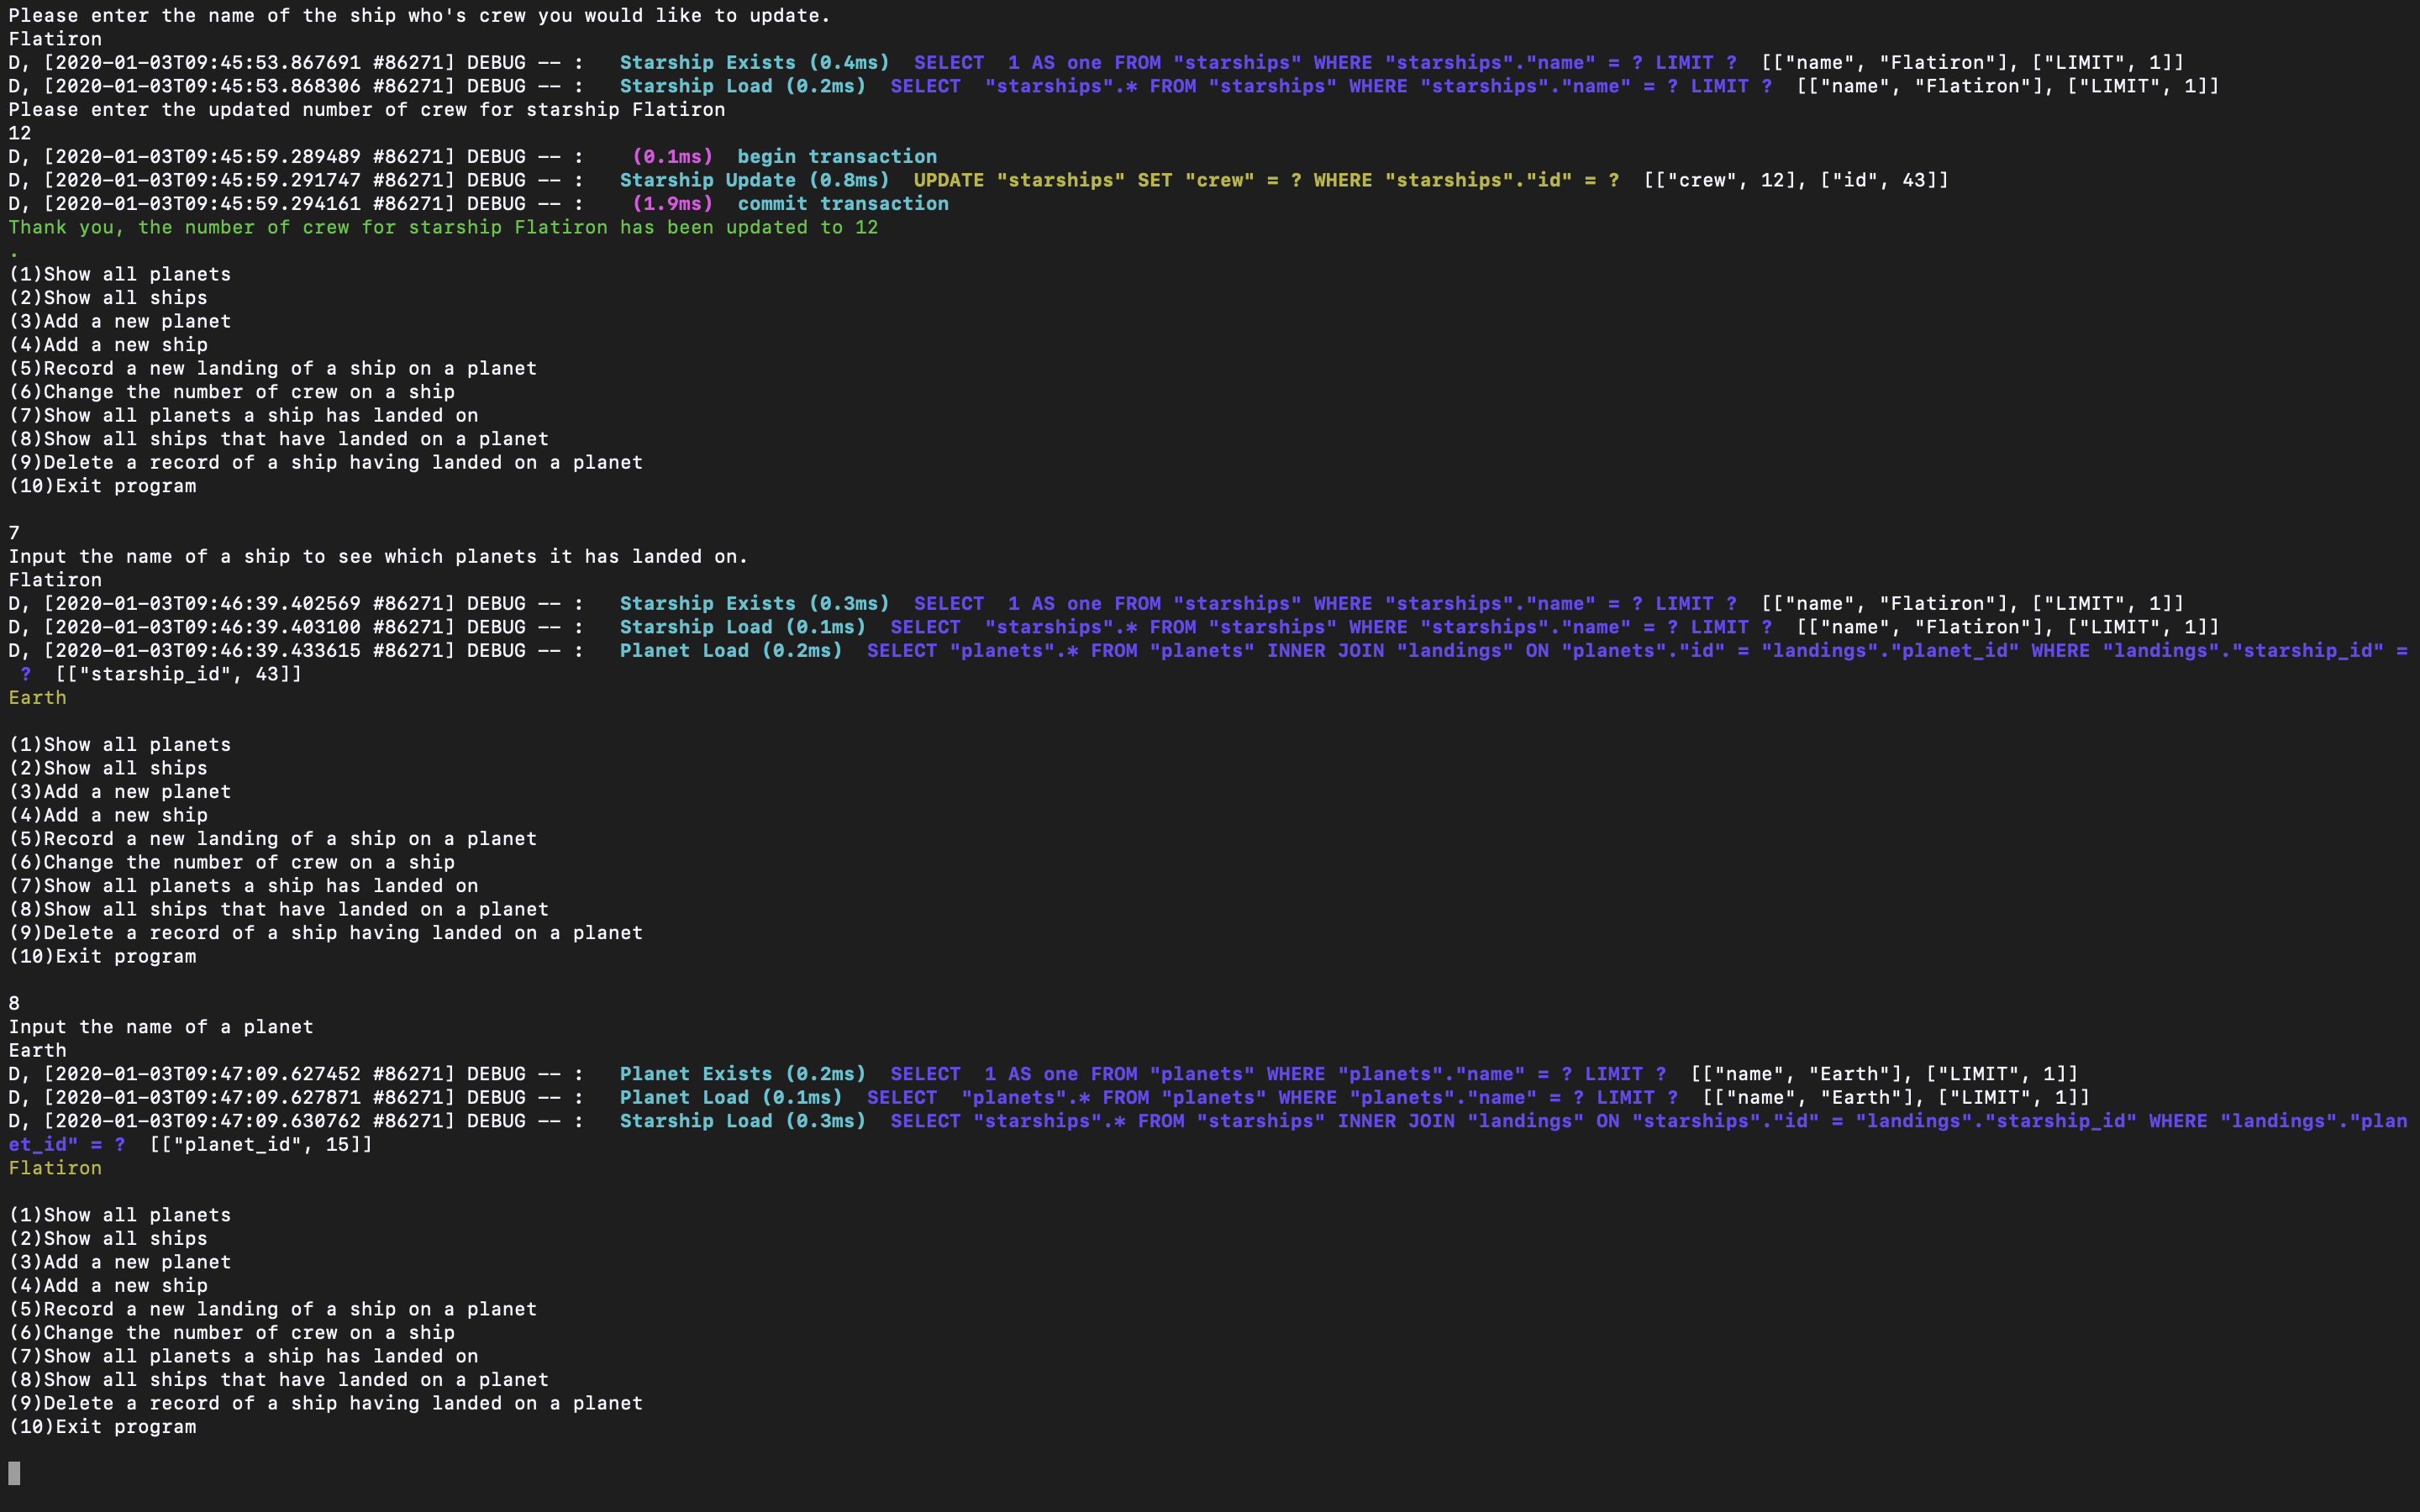 Please enter the name of the ship who's crew you would like to update.
Flatiron
D, [2020-01-03T09:45:53.867691 #86271] DEBUG -- :   Starship Exists (0.4ms)  SELECT  1 AS one FROM "starships" WHERE "starships"."name" = ? LIMIT ?  [["name", "Flatiron"], ["LIMIT", 1]]
D, [2020-01-03T09:45:53.868306 #86271] DEBUG -- :   Starship Load (0.2ms)  SELECT  "starships".* FROM "starships" WHERE "starships"."name" = ? LIMIT ?  [["name", "Flatiron"], ["LIMIT", 1]]
Please enter the updated number of crew for starship Flatiron
12
D, [2020-01-03T09:45:59.289489 #86271] DEBUG -- :    (0.1ms)  begin transaction
D, [2020-01-03T09:45:59.291747 #86271] DEBUG -- :   Starship Update (0.8ms)  UPDATE "starships" SET "crew" = ? WHERE "starships"."id" = ?  [["crew", 12], ["id", 43]]
D, [2020-01-03T09:45:59.294161 #86271] DEBUG -- :    (1.9ms)  commit transaction
Thank you, the number of crew for starship Flatiron has been updated to 12
.
(1)Show all planets
(2)Show all ships
(3)Add a new planet
(4)Add a new ship
(5)Record a new landing of a ship on a planet
(6)Change the number of crew on a ship
(7)Show all planets a ship has landed on
(8)Show all ships that have landed on a planet
(9)Delete a record of a ship having landed on a planet
(10)Exit program
7
Input the name of a ship to see which planets it has landed on.
Flatiron
D, [2020-01-03T09:46:39.402569 #86271] DEBUG -- :   Starship Exists (0.3ms)  SELECT  1 AS one FROM "starships" WHERE "starships"."name" = ? LIMIT ?  [["name", "Flatiron"], ["LIMIT", 1]]
D, [2020-01-03T09:46:39.403100 #86271] DEBUG -- :   Starship Load (0.1ms)  SELECT  "starships".* FROM "starships" WHERE "starships"."name" = ? LIMIT ?  [["name", "Flatiron"], ["LIMIT", 1]]
D, [2020-01-03T09:46:39.433615 #86271] DEBUG -- :   Planet Load (0.2ms)  SELECT "planets".* FROM "planets" INNER JOIN "landings" ON "planets"."id" = "landings"."planet_id" WHERE "landings"."starship_id" =
 ?  [["starship_id", 43]]
Earth
(1)Show all planets
(2)Show all ships
(3)Add a new planet
(4)Add a new ship
(5)Record a new landing of a ship on a planet
(6)Change the number of crew on a ship
(7)Show all planets a ship has landed on
(8)Show all ships that have landed on a planet
(9)Delete a record of a ship having landed on a planet
(10)Exit program
8
Input the name of a planet
Earth
D, [2020-01-03T09:47:09.627452 #86271] DEBUG -- :   Planet Exists (0.2ms)  SELECT  1 AS one FROM "planets" WHERE "planets"."name" = ? LIMIT ?  [["name", "Earth"], ["LIMIT", 1]]
D, [2020-01-03T09:47:09.627871 #86271] DEBUG -- :   Planet Load (0.1ms)  SELECT  "planets".* FROM "planets" WHERE "planets"."name" = ? LIMIT ?  [["name", "Earth"], ["LIMIT", 1]]
D, [2020-01-03T09:47:09.630762 #86271] DEBUG -- :   Starship Load (0.3ms)  SELECT "starships".* FROM "starships" INNER JOIN "landings" ON "starships"."id" = "landings"."starship_id" WHERE "landings"."plan
et_id" = ?  [["planet_id", 15]]
Flatiron
(1)Show all planets
(2)Show all ships
(3)Add a new planet
(4)Add a new ship
(5)Record a new landing of a ship on a planet
(6)Change the number of crew on a ship
(7)Show all planets a ship has landed on
(8)Show all ships that have landed on a planet
(9)Delete a record of a ship having landed on a planet
(10)Exit program